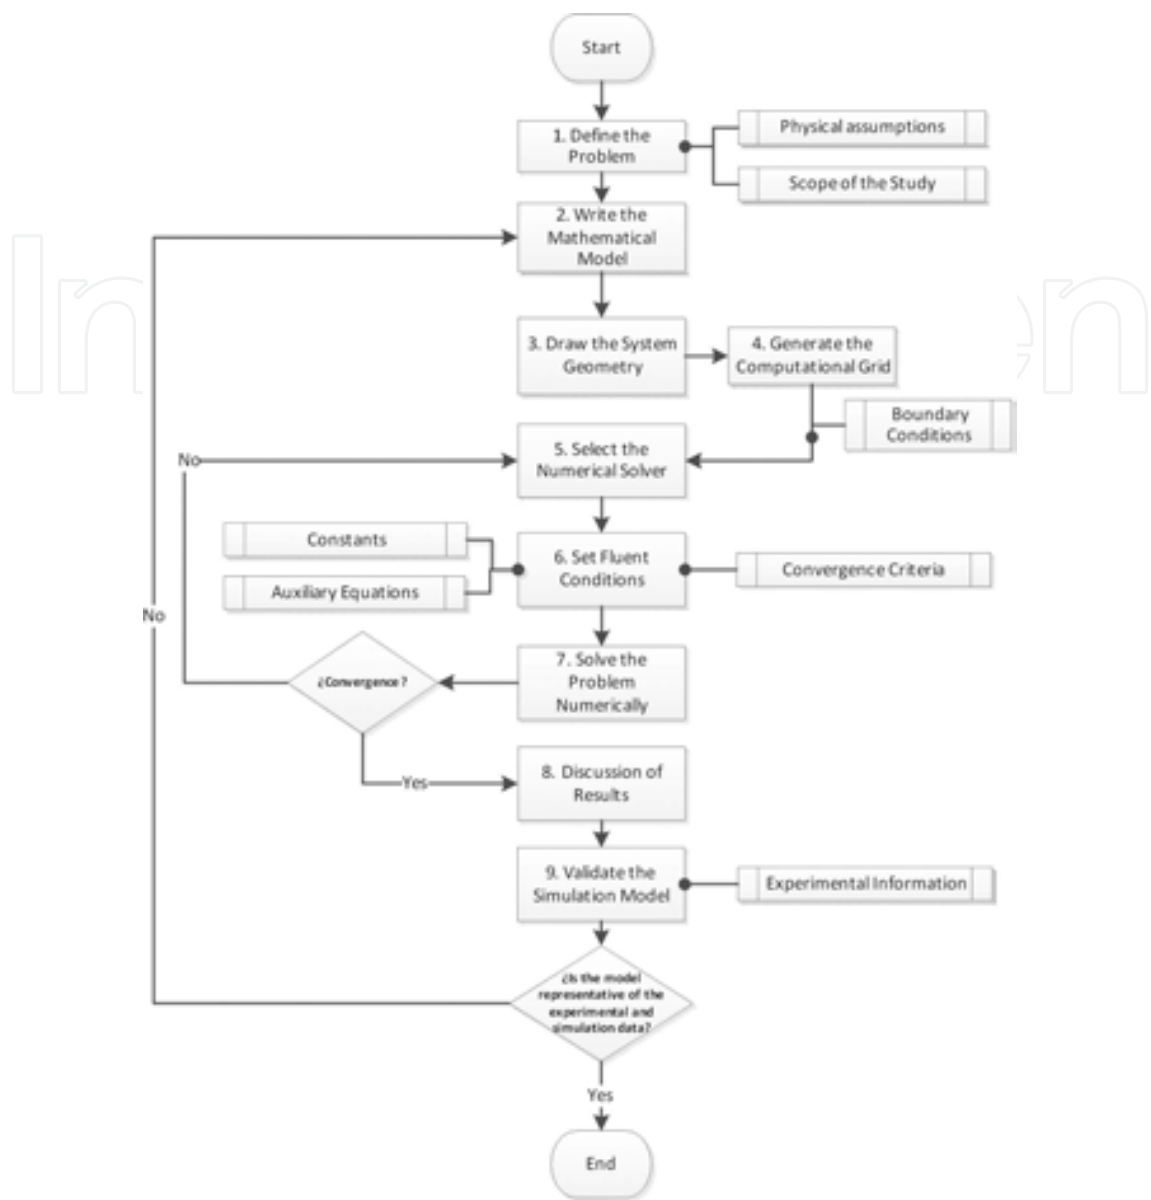 Start
1. Define the
Problem
Physical assumptions
Scope of the Study
2. Write the
Mathematical
Model
3. Draw the System
Geometry
4. Generate the
Computational Grid
Boundary
Conditions
No
5. Select the
Numerical Solver
Constants
Auxiliary Equations
6. Set Fluent
Conditions
Convergence Criteria
No
¿Convergence ?
7. Solve the
Problem
Numerically
Yes
8. Discussion of
Results
9. Validate the
Simulation Model
Experimental Information
¿Is the model
representative of the
experimental and
simulation data?
Yes
End
In
en